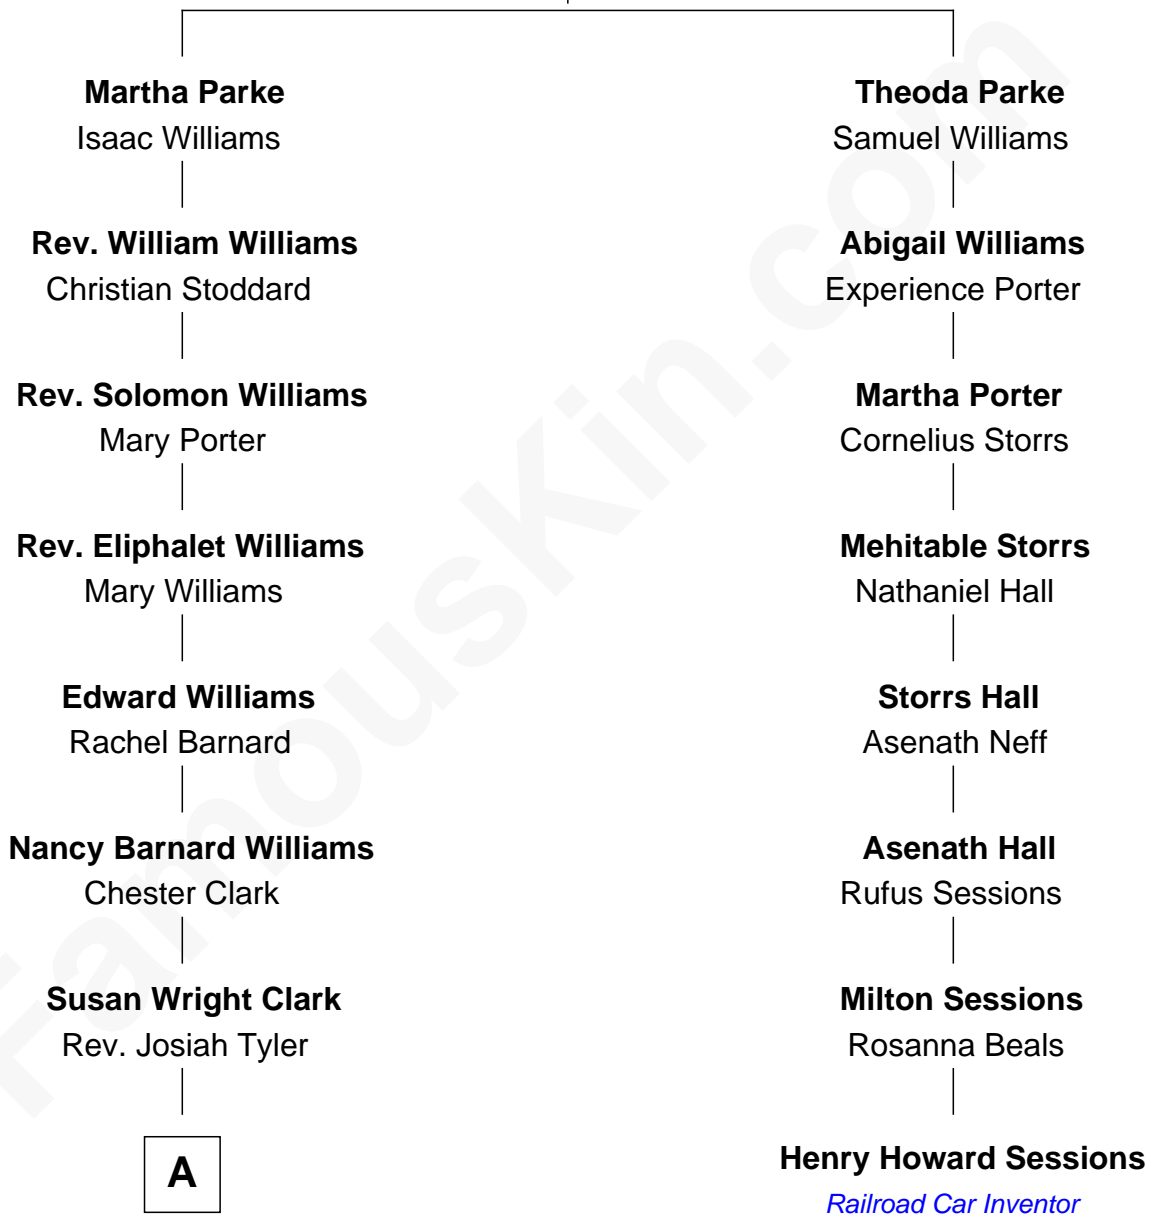 Martha Parke
Isaac Williams
Rev. William Williams
Christian Stoddard
Rev. Solomon Williams
Mary Porter
Rev. Eliphalet Williams
Mary Williams
Edward Williams
Rachel Barnard
Nancy Barnard Williams
Chester Clark
Susan Wright Clark
Rev. Josiah Tyler
A
Theoda Parke
Samuel Williams
Abigail Williams
Experience Porter
Martha Porter
Cornelius Storrs
Mehitable Storrs
Nathaniel Hall
Storrs Hall
Asenath Neff
Asenath Hall
Rufus Sessions
Milton Sessions
Rosanna Beals
Henry Howard Sessions
Railroad Car Inventor
FamousKin.com